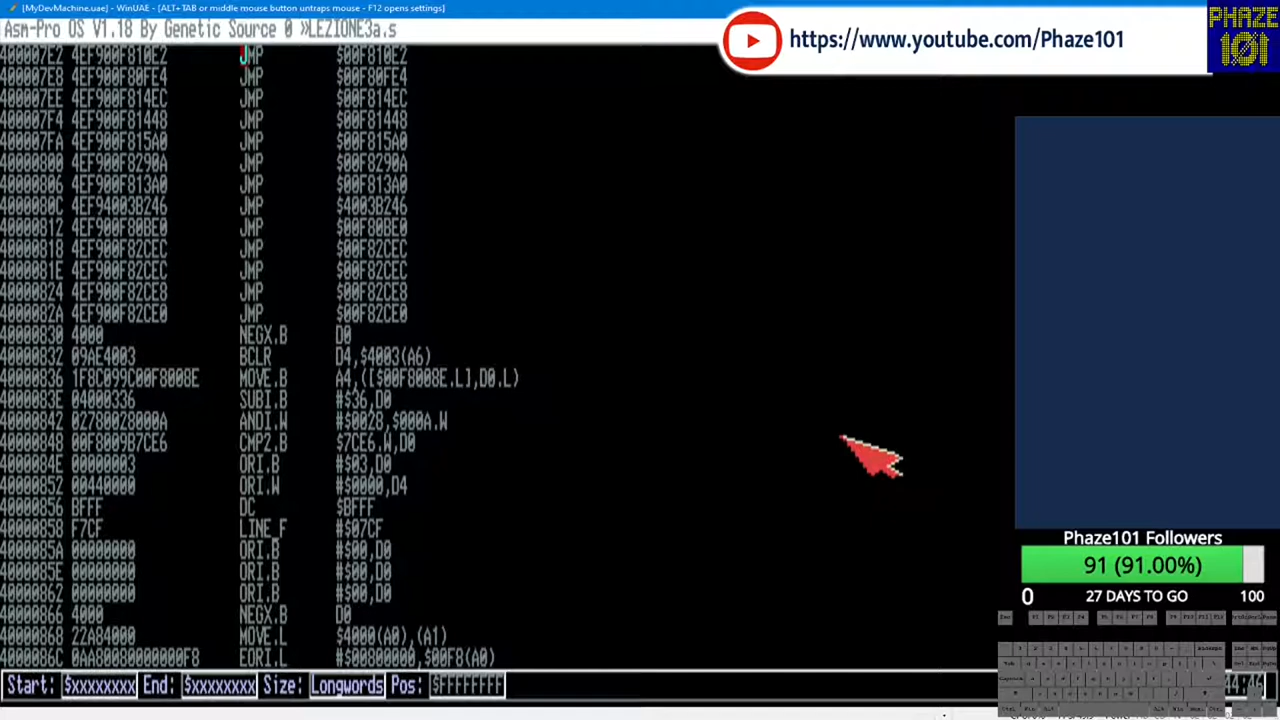 [MyDevMachine.uae] - WinUAE - [ALT+TAB or middle mouse button untraps mouse - F12 opens settings]
Asm-Pro OS V1.18 By Genetic Source 0 »LEZIONE3a.s
https://www.youtube.com/Phaze101
PHAZE
101
400007E2 4EF900F810E2 JMP $00F810E2
4EF900F80FE4 JMP $00F80FE4
400007EE 4EF900F814EC JMP $00F814EC
400007F4 4EF900F81448 JMP $00F81448
400007FA 4EF900F815A0 JMP $00F815A0
40000800 4EF900F8290A JMP $00F8290A
40000806 4EF900F813A0 JMP $00F813A0
4000080C 4EF94003B246 JMP $4003B246
40000812 4EF900F80BE0 JMP $00F80BE0
40000818 4EF900F82CEC JMP $00F82CEC
4000081E 4EF900F82CEC JMP $00F82CEC
40000824 4EF900F82CE8 JMP $00F82CE8
4000082A 4EF900F82CE0 JMP $00F82CE0
40000830 4000 NEGX.B D0
40000832 09AE4003 BCLR D4,$4003(A6)
40000836 1F8C099C00F8008E MOVE.B A4,([$00F8008E.L],D0.L)
4000083E 04000336 SUBI.B #$36,D0
40000842 02780028000A ANDI.W #$0028,$000A.W
40000848 00F8009B7CE6 CMP2.B $7CE6.W,D0
4000084E 00000003 ORI.B #$03,D0
40000852 00440000 ORI.W #$0000,D4
40000856 BFFF DC $BFFF
40000858 F7CF LINE_F #$07CF
4000085A 00000000 ORI.B #$00,D0
4000085E 00000000 ORI.B #$00,D0
40000862 00000000 ORI.B #$00,D0
40000866 4000 NEGX.B D0
40000868 22A84000 MOVE.L $4000(A0),(A1)
4000086C 0AA80080000000F8 EORI.L #$00800000,$00F8(A0)
Phaze101 Followers
91 (91.00%)
0 27 DAYS TO GO 100
Start: $xxxxxxxx End: $xxxxxxxx Size: Longwords Pos: $FFFFFFFF